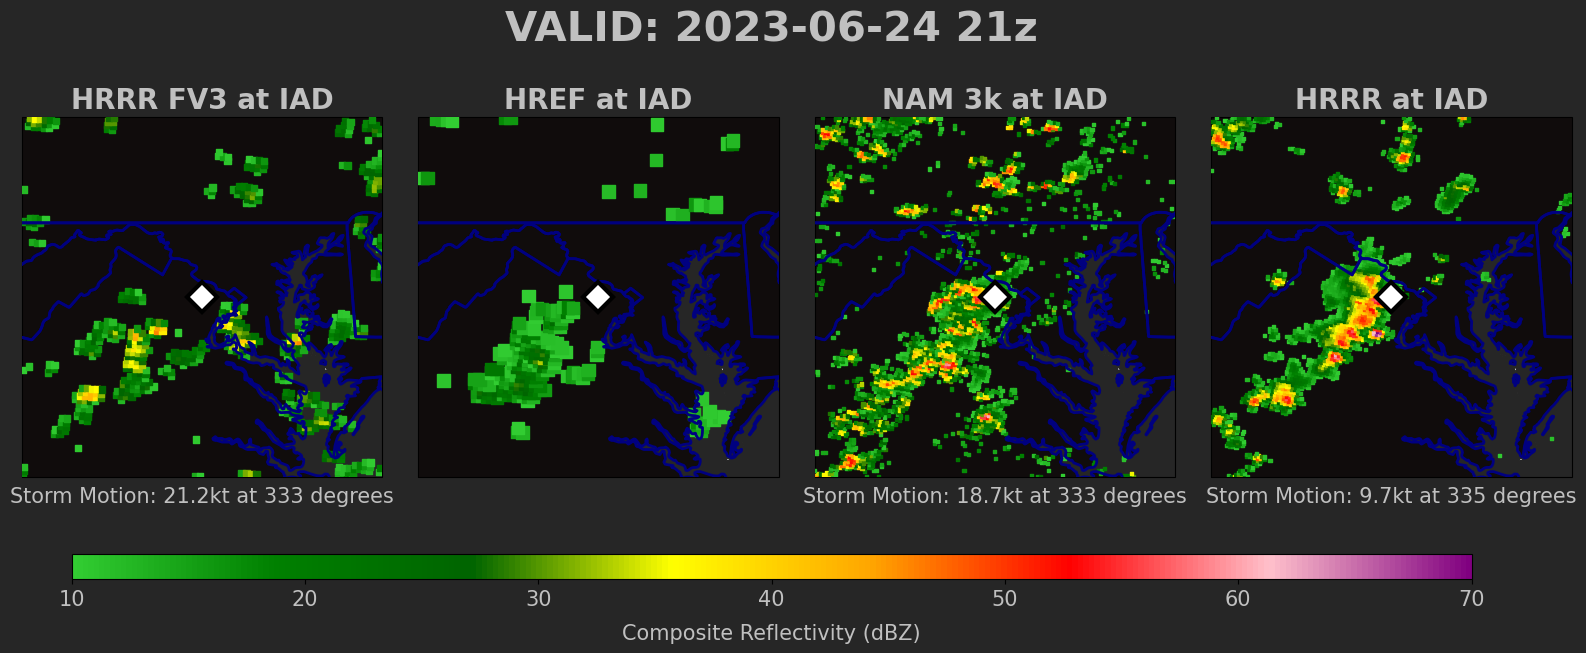 VALID: 2023-06-24 21z
HRRR FV3 at IAD
HREF at IAD
NAM 3k at IAD
HRRR at IAD
Storm Motion: 21.2kt at 333 degrees
Storm Motion: 18.7kt at 333 degrees
Storm Motion: 9.7kt at 335 degrees
10 20 30 40 50 60 70
Composite Reflectivity (dBZ)